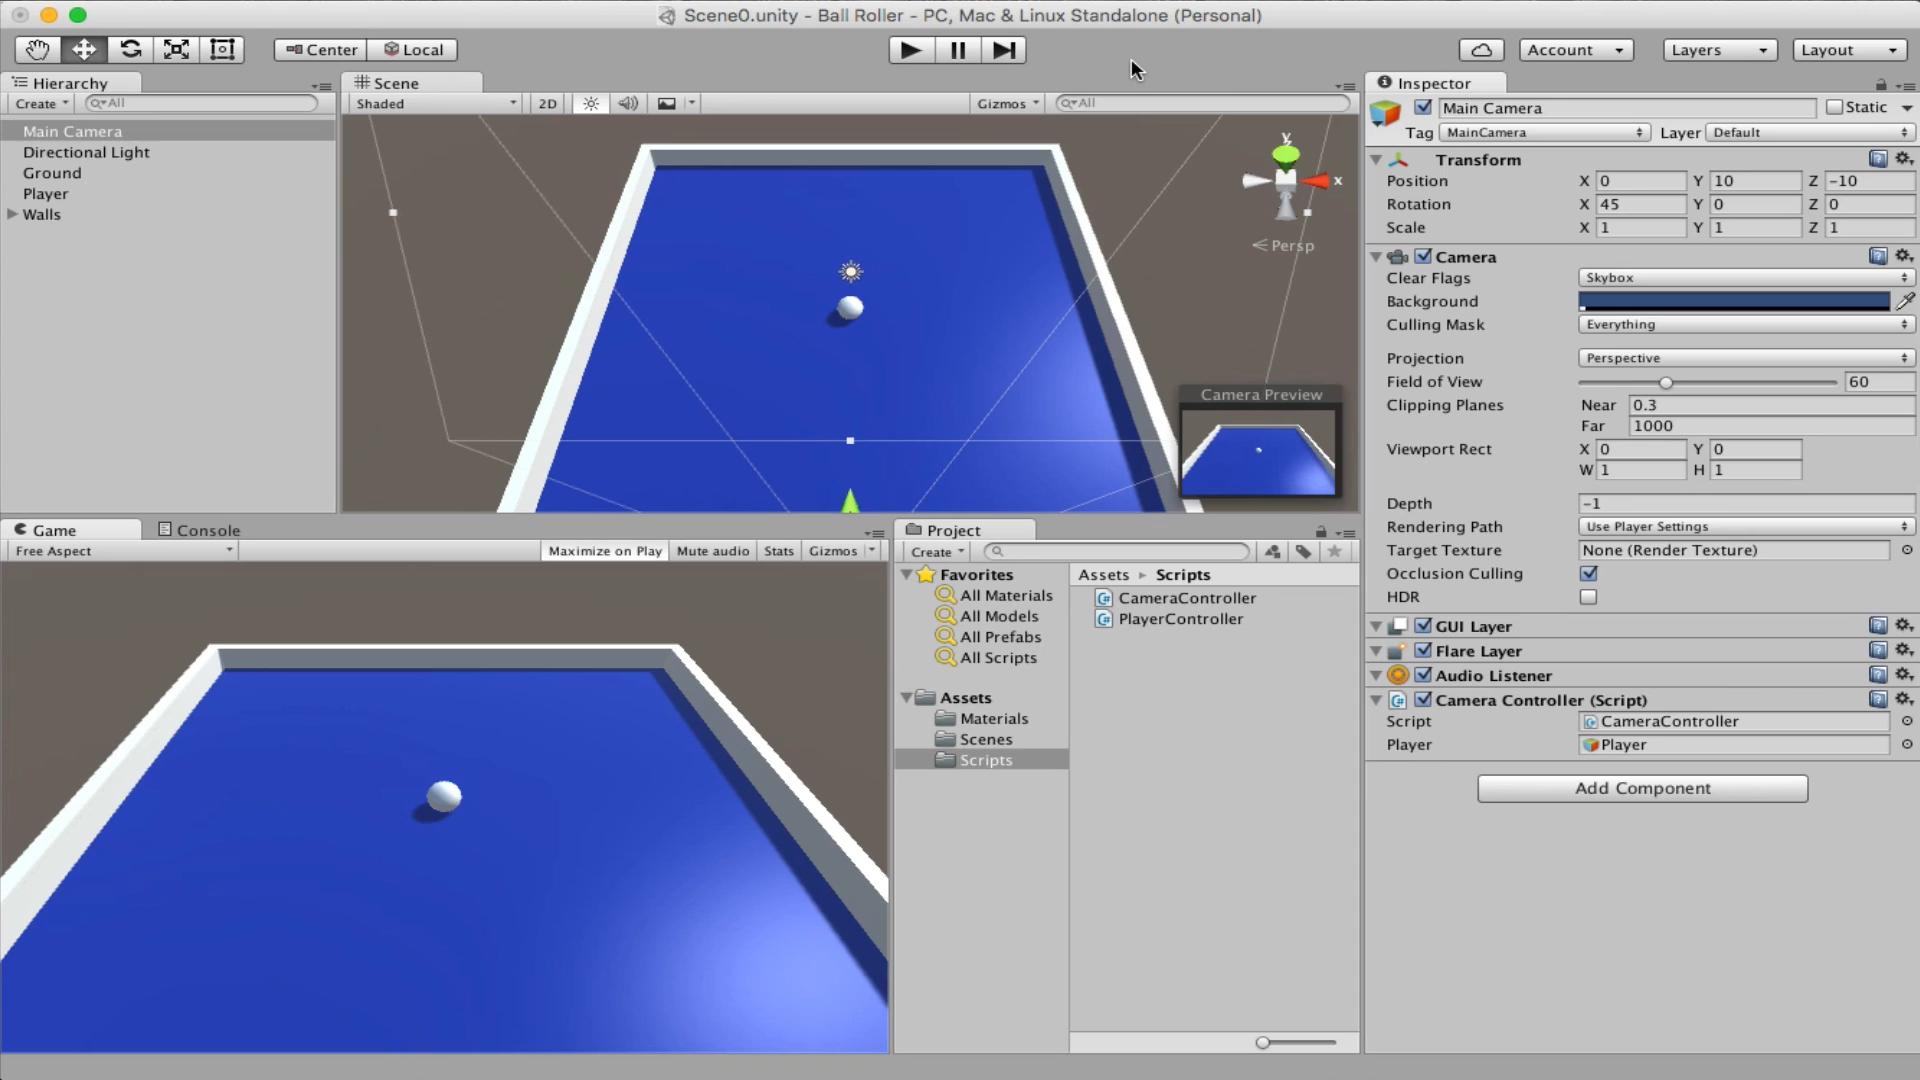 Scene0.unity - Ball Roller - PC, Mac & Linux Standalone (Personal)
Center Local Account Layers Layout
Hierarchy
Create All
Main Camera
Directional Light
Ground
Player
Walls
Scene
Shaded 2D Gizmos All
y
x
Persp
Camera Preview
Game Console
Free Aspect Maximize on Play Mute audio Stats Gizmos
Project
Create
Favorites
All Materials
All Models
All Prefabs
All Scripts
Assets
Materials
Scenes
Scripts
Assets Scripts
CameraController
PlayerController
Inspector
Main Camera Static
Tag MainCamera Layer Default
Transform
Position X 0 Y 10 Z -10
Rotation X 45 Y 0 Z 0
Scale X 1 Y 1 Z 1
Camera
Clear Flags Skybox
Background
Culling Mask Everything
Projection Perspective
Field of View 60
Clipping Planes Near 0.3
Far 1000
Viewport Rect X 0 Y 0
W 1 H 1
Depth -1
Rendering Path Use Player Settings
Target Texture None (Render Texture)
Occlusion Culling
HDR
GUI Layer
Flare Layer
Audio Listener
Camera Controller (Script)
Script CameraController
Player Player
Add Component